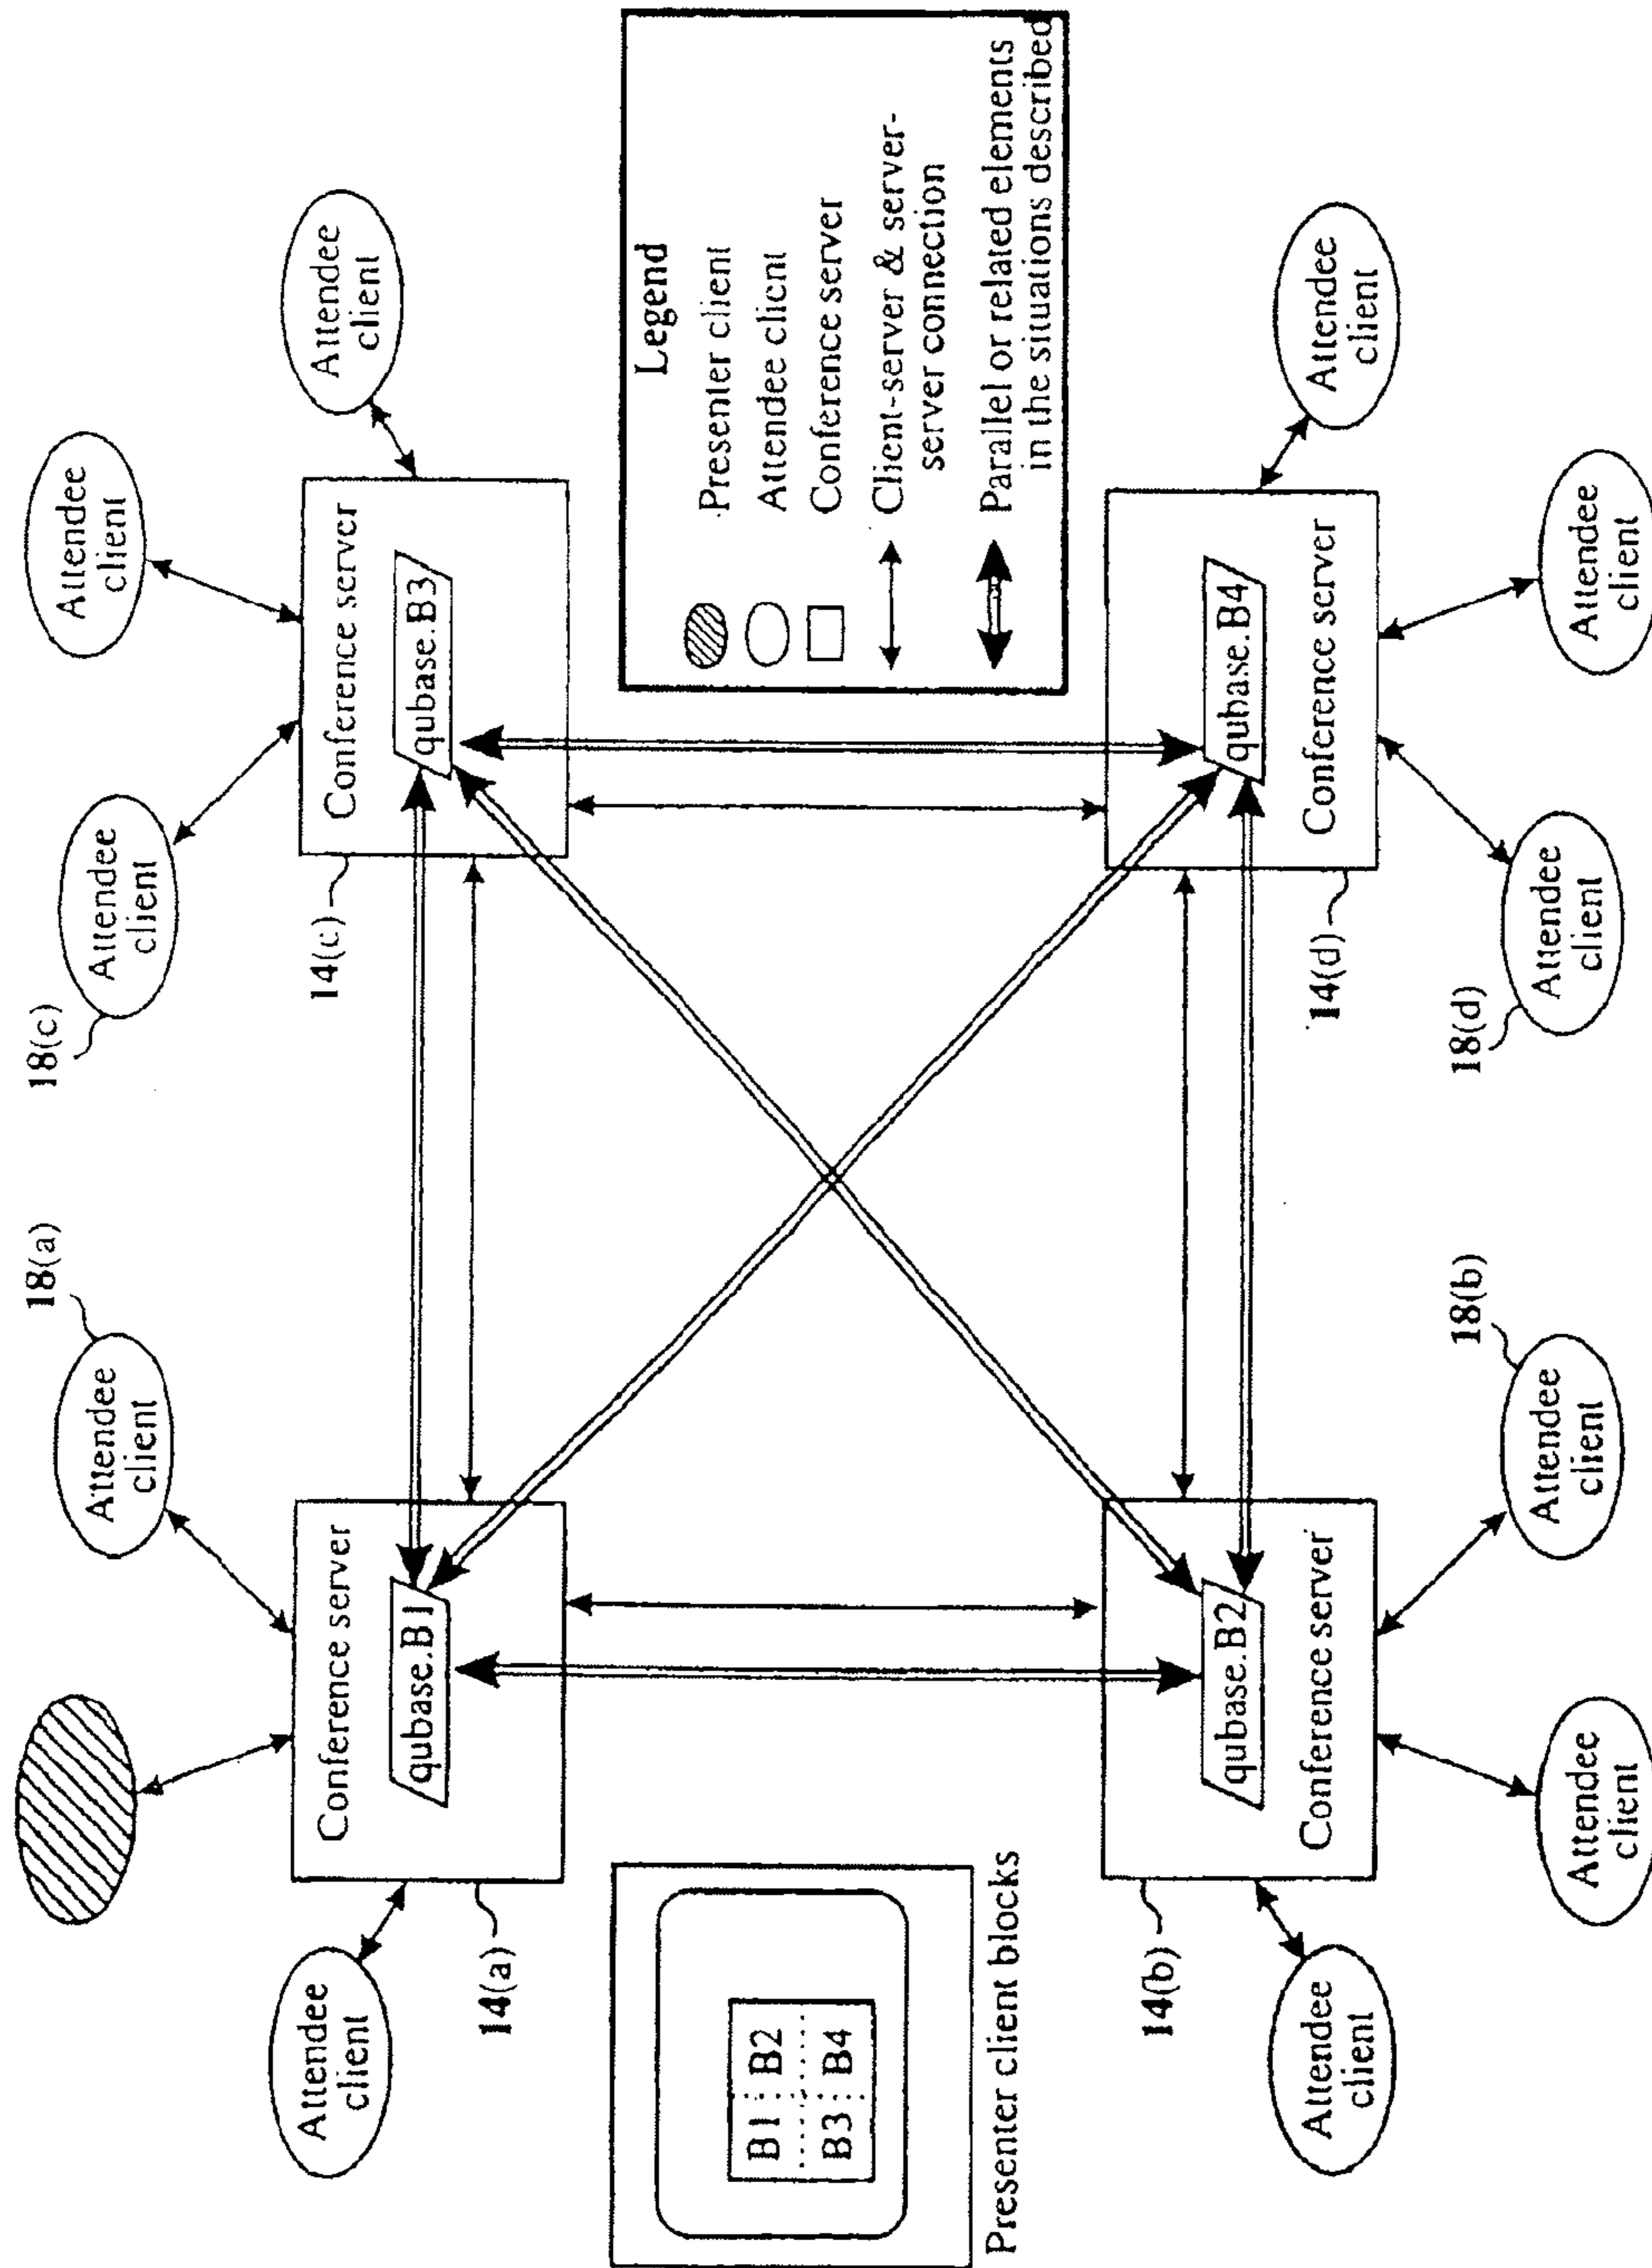 18(a)
18(c)
Attendee
client
Attendee
client
Attendee
client
Attendee
client
Attendee
client
Conference server
qubase.B1
14(a)
Conference server
qubase.B3
14(c)
B1
B2
B3
B4
Presenter client blocks
Legend
Presenter client
Attendee client
Conference server
Client-server & server-
server connection
Parallel or related elements
in the situations described
14(b)
qubase.B2
Conference server
14(d)
qubase.B4
Conference server
18(b)
18(d)
Attendee
client
Attendee
client
Attendee
client
Attendee
client
Attendee
client
Attendee
client